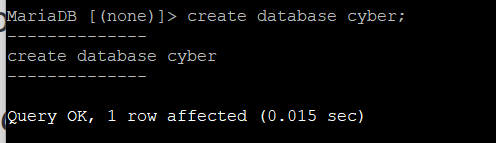 MariaDB [(none)]> create database cyber;
--------------
create database cyber
--------------
Query OK, 1 row affected (0.015 sec)